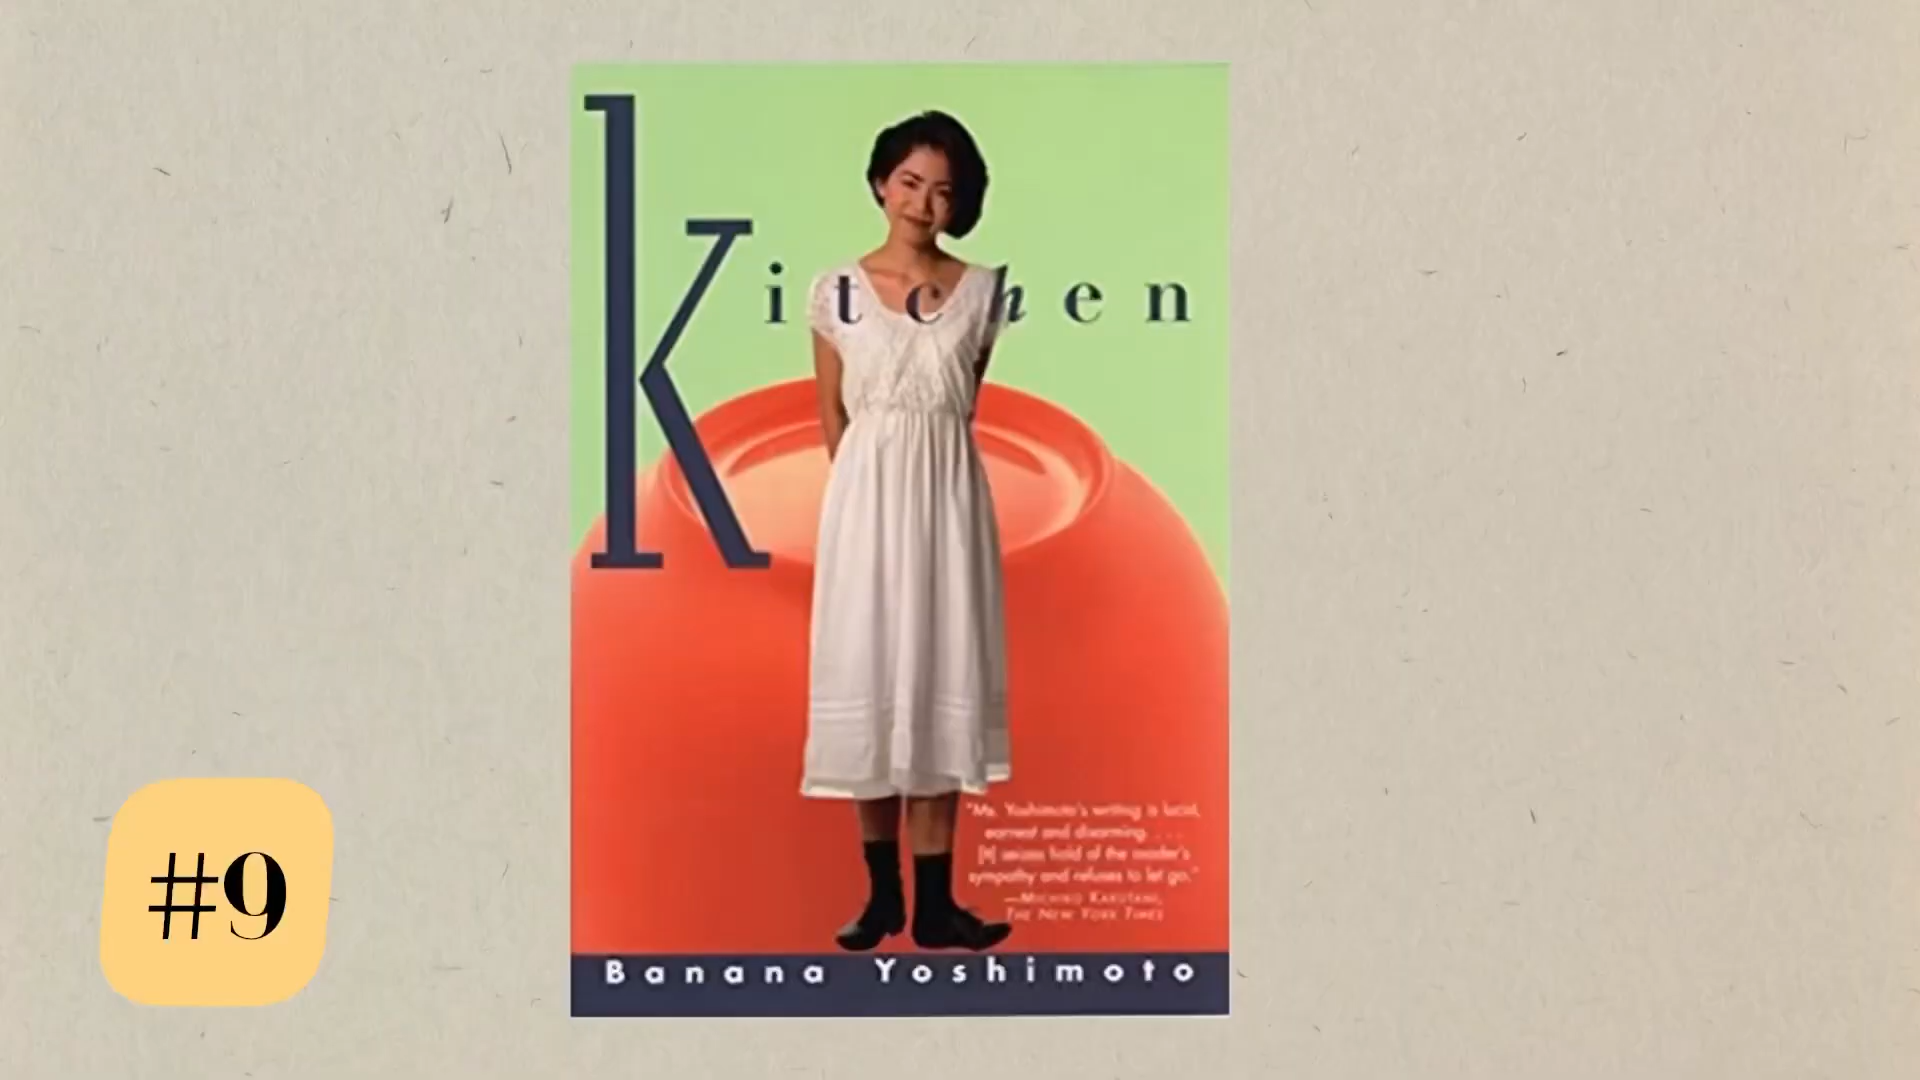 kitchen
"Ms. Yoshimoto's writing is lucid,
earnest and disarming. . . .
[It] seizes hold of the reader's
sympathy and refuses to let go."
—Michiko Kakutani,
The New York Times
Banana Yoshimoto
#9